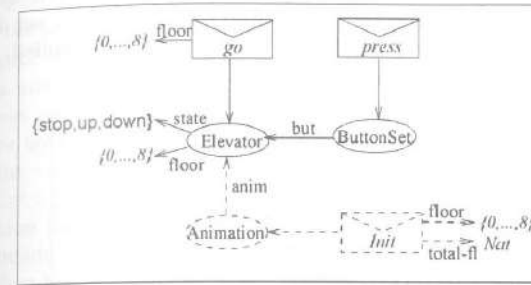 floor
{0,...,8}
go
press
{stop,up,down}
state
Elevator
but
ButtonSet
{0,...,8}
floor
anim
Animation
Init
floor
{0,...,8}
total-fl
Nat